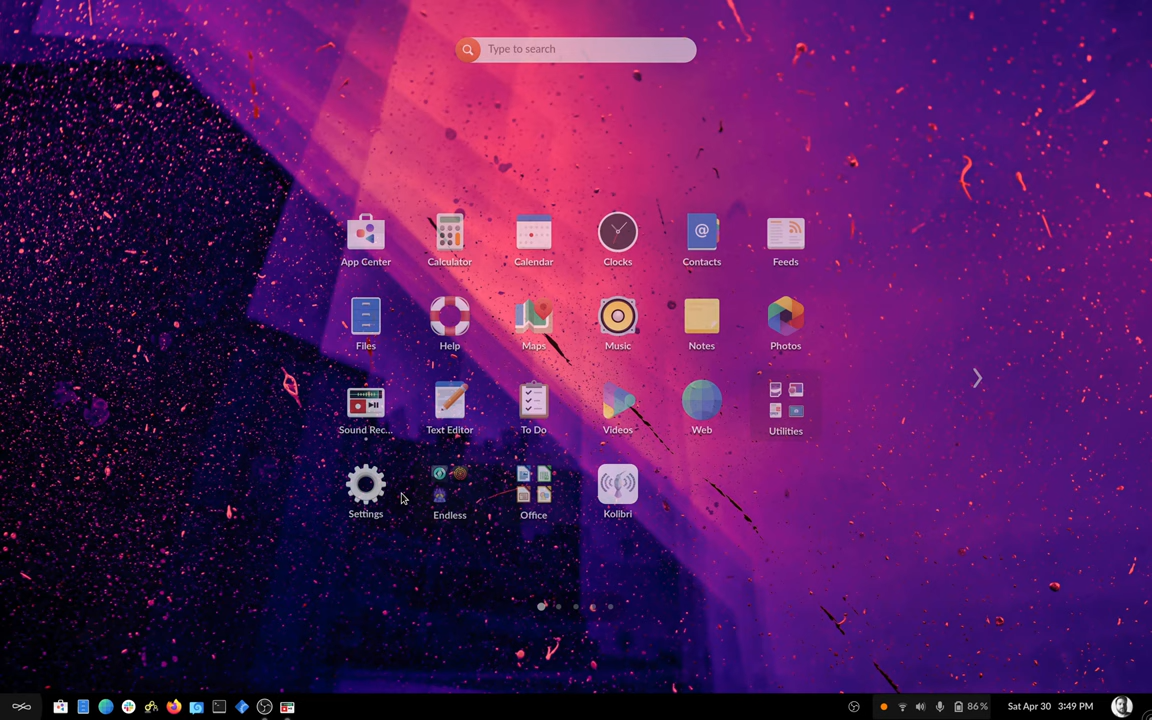 Type to search
App Center
Calculator
Calendar
Clocks
Contacts
Feeds
Files
Help
Maps
Music
Notes
Photos
Sound Rec...
Text Editor
To Do
Videos
Web
Utilities
Settings
Endless
Office
Kolibri
86 %
Sat Apr 30
3:49 PM